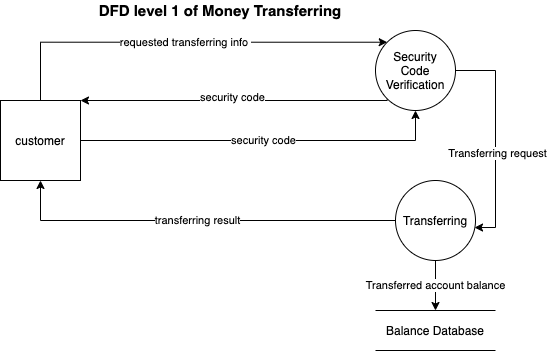 DFD level 1 of Money Transferring
requested transferring info
Security
Code
Verification
security code
customer
security code
Transferring request
transferring result
Transferring
Transferred account balance
Balance Database